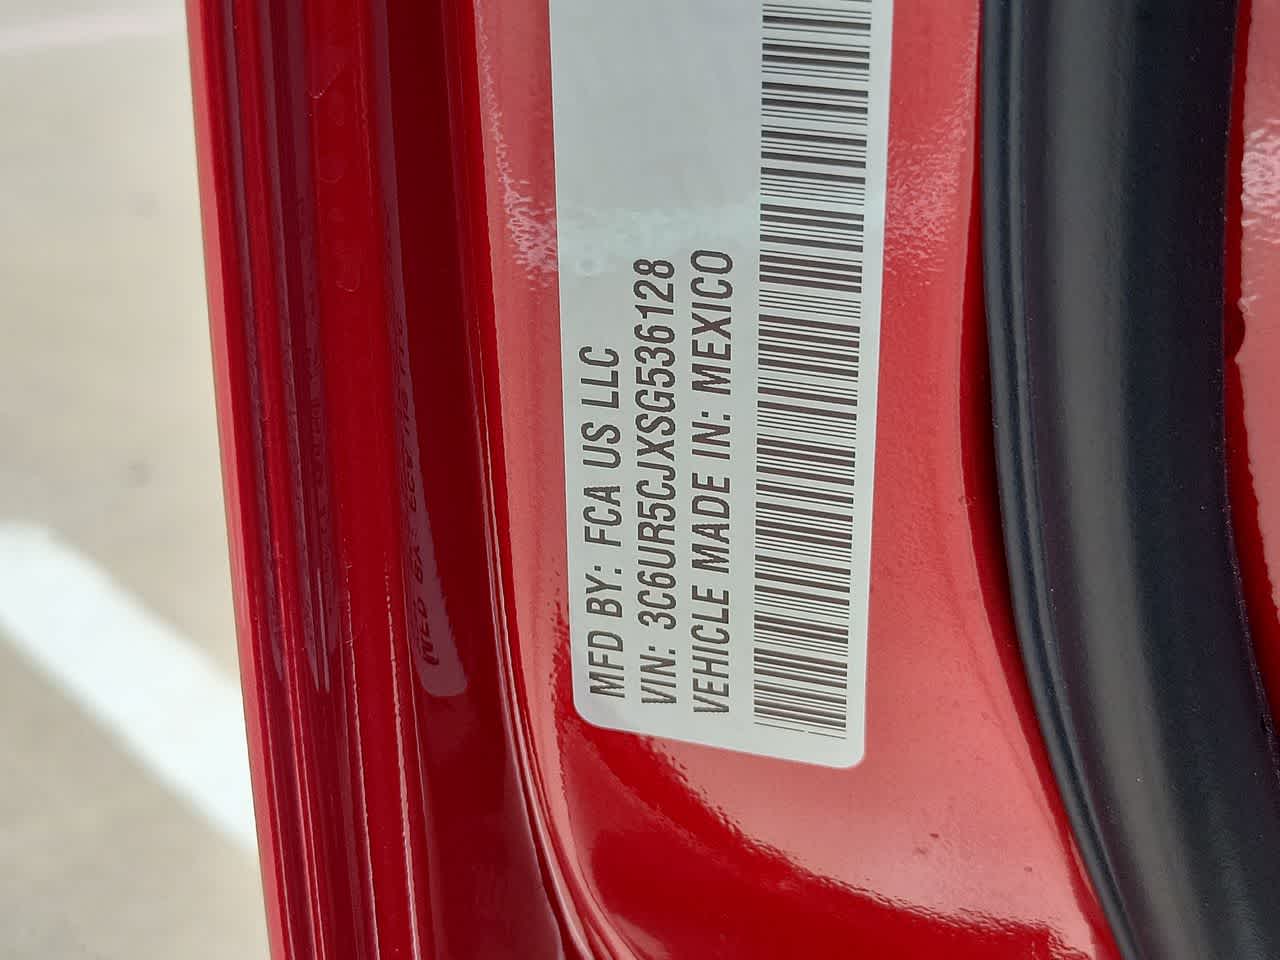 MFD BY: FCA US LLC
VIN: 3C6UR5CJXSG536128
VEHICLE MADE IN: MEXICO